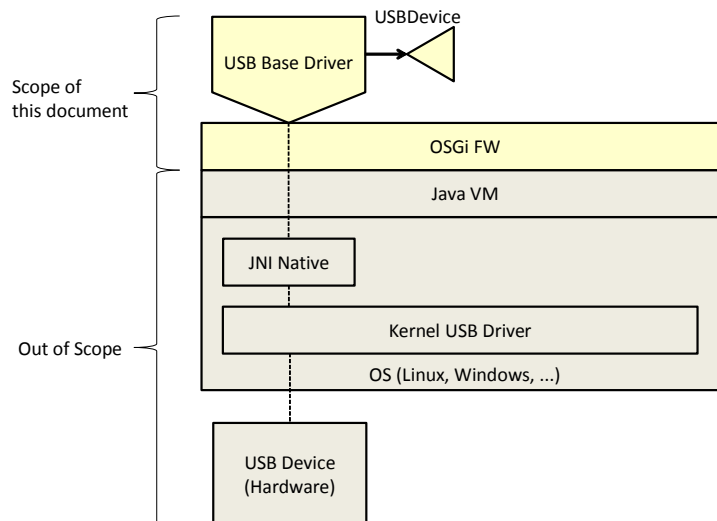 USBDevice
USB Base Driver
Scope of
this document
OSGi FW
Java VM
JNI Native
Kernel USB Driver
Out of Scope
OS (Linux, Windows, ...)
USB Device
(Hardware)